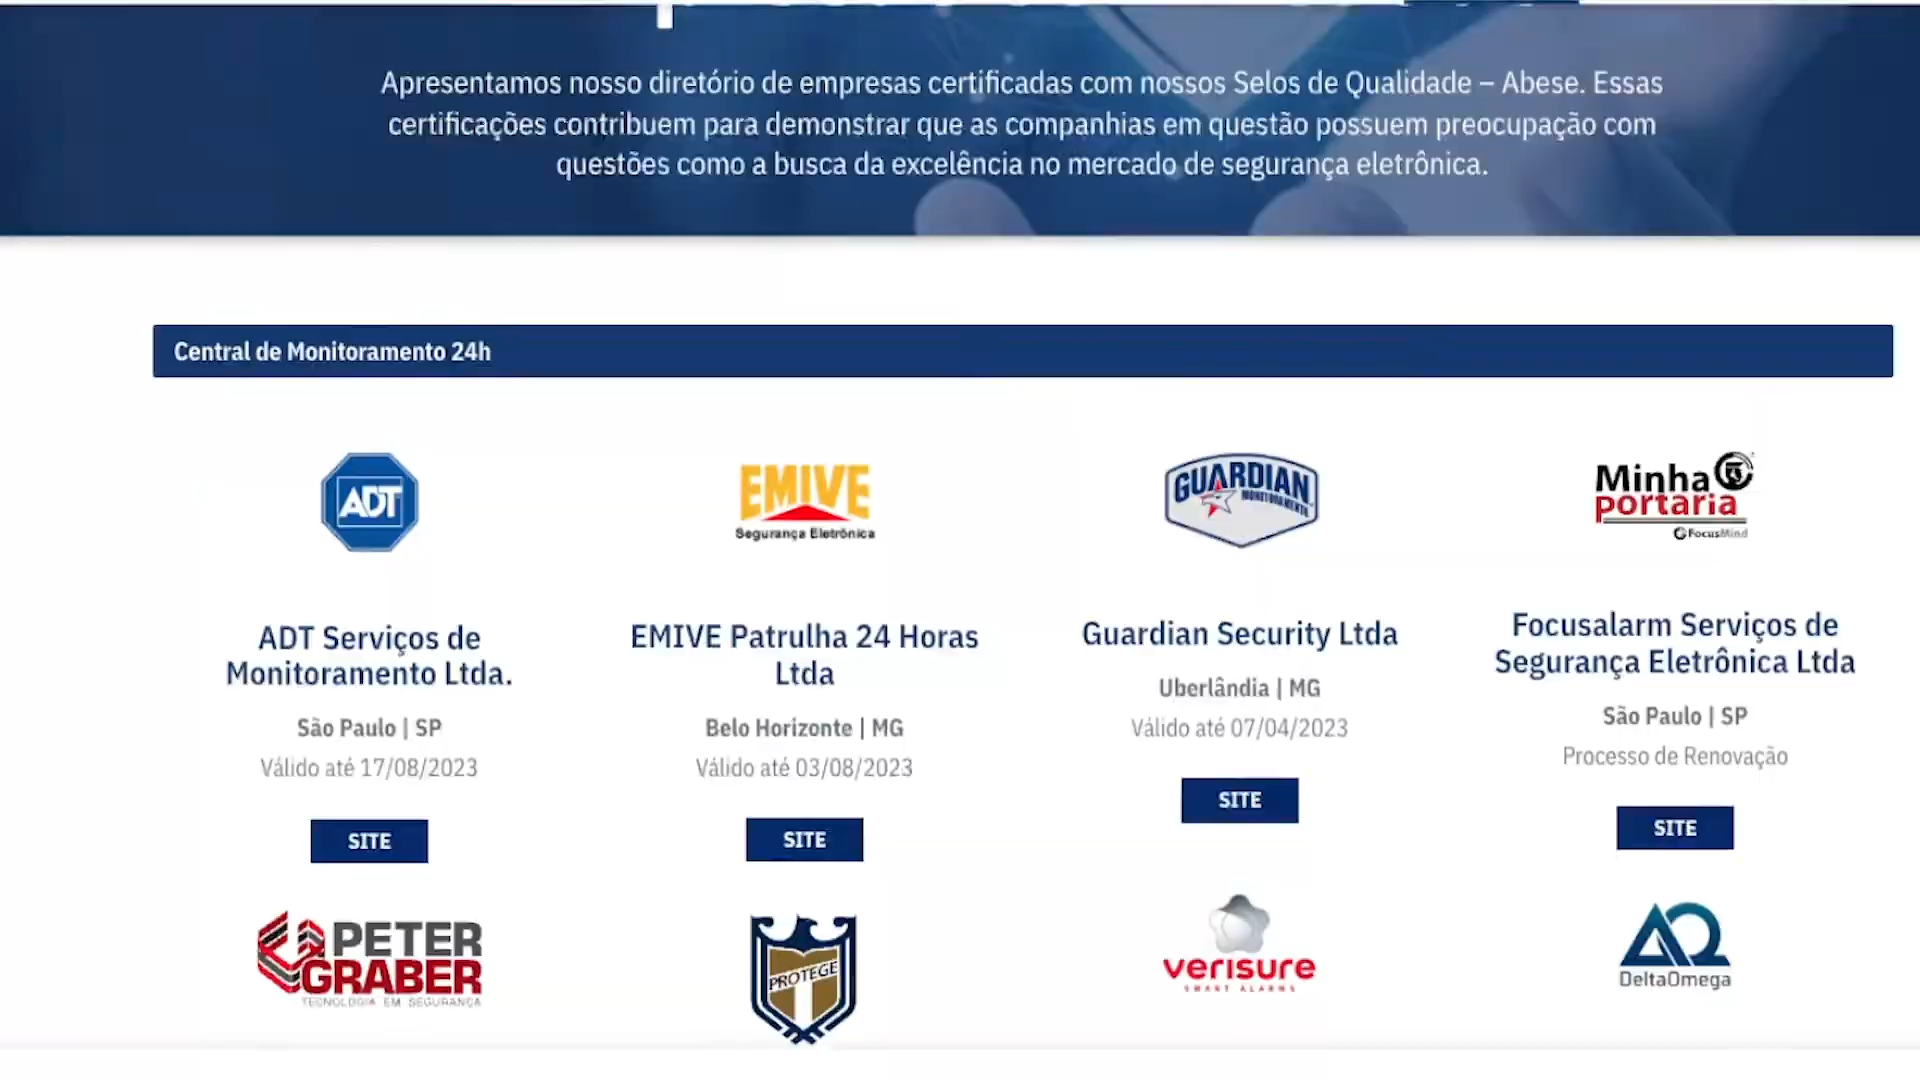 Apresentamos nosso diretório de empresas certificadas com nossos Selos de Qualidade – Abese. Essas
certificações contribuem para demonstrar que as companhias em questão possuem preocupação com
questões como a busca da excelência no mercado de segurança eletrônica.
Central de Monitoramento 24h
ADT
EMIVE
Segurança Eletrônica
GUARDIAN
MONITORAMENTO
Minha
portaria
FocusMind
ADT Serviços de
Monitoramento Ltda.
São Paulo | SP
Válido até 17/08/2023
SITE
EMIVE Patrulha 24 Horas
Ltda
Belo Horizonte | MG
Válido até 03/08/2023
SITE
Guardian Security Ltda
Uberlândia | MG
Válido até 07/04/2023
SITE
Focusalarm Serviços de
Segurança Eletrônica Ltda
São Paulo | SP
Processo de Renovação
SITE
PETER
GRABER
TECNOLOGIA EM SEGURANÇA
PROTEGE
verisure
SMART ALARMS
DeltaOmega